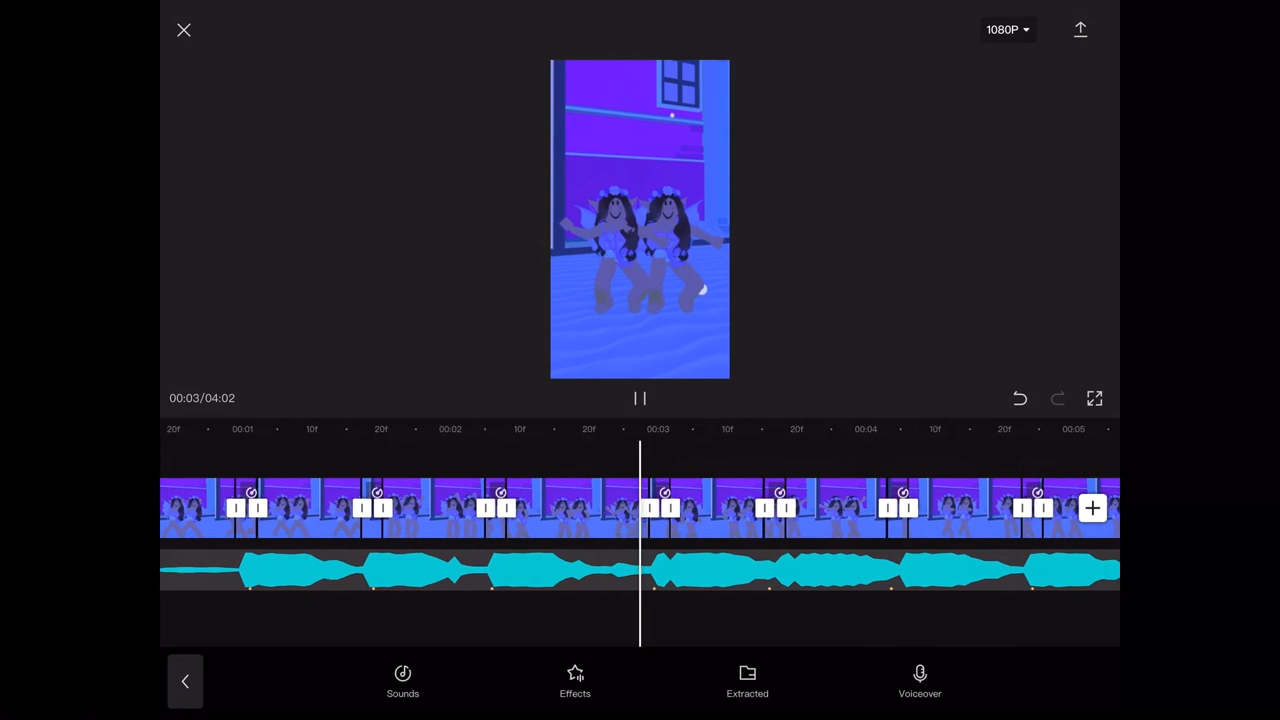 1080P
00:03/04:02
20f 00:01 10f 20f 00:02 10f 20f 00:03 10f 20f 00:04 10f 20f 00:05
Sounds Effects Extracted Voiceover